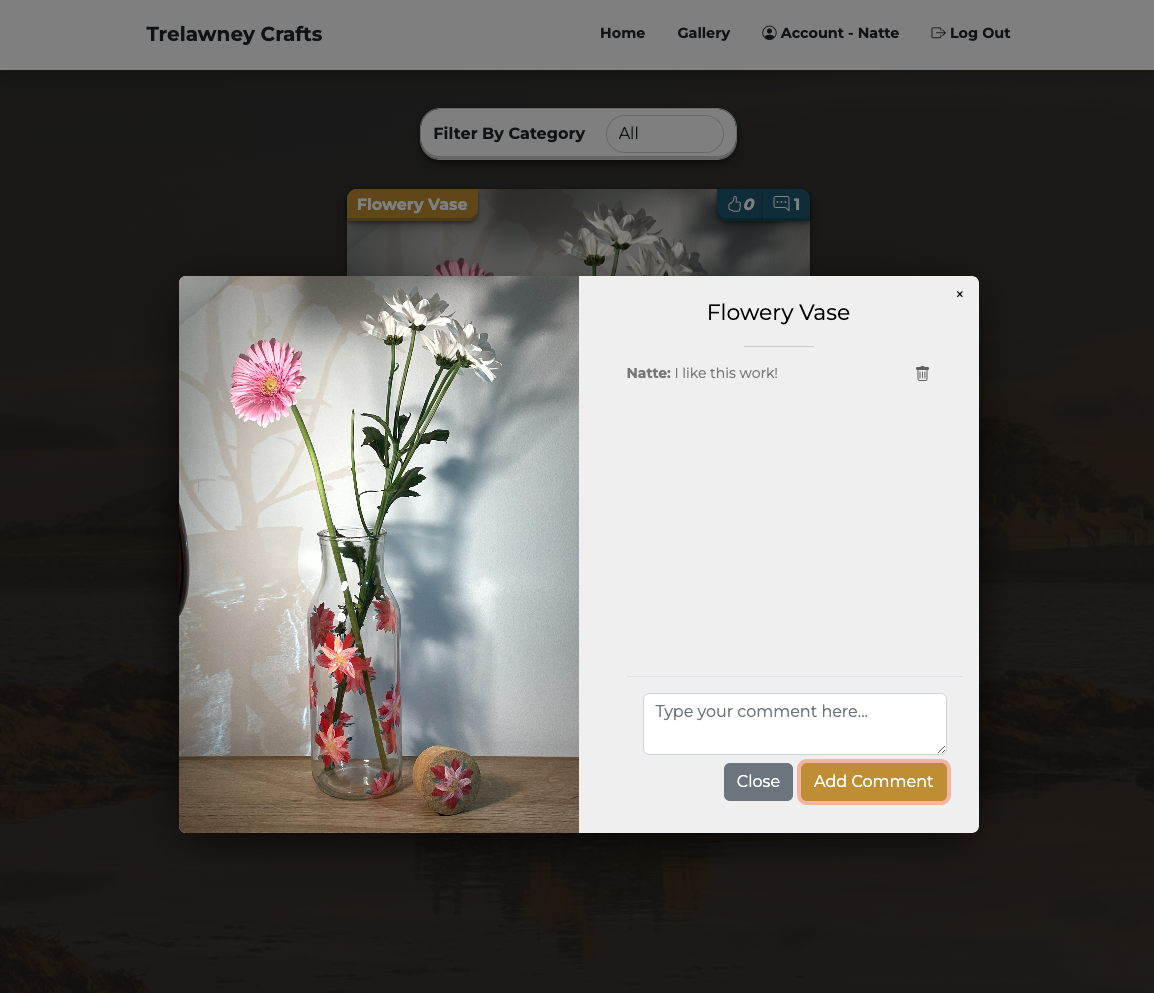 Trelawney Crafts
Home
Gallery
Account - Natte
Log Out
Filter By Category
All
Flowery Vase
0
1
×
Flowery Vase
Natte: I like this work!
Type your comment here...
Close
Add Comment